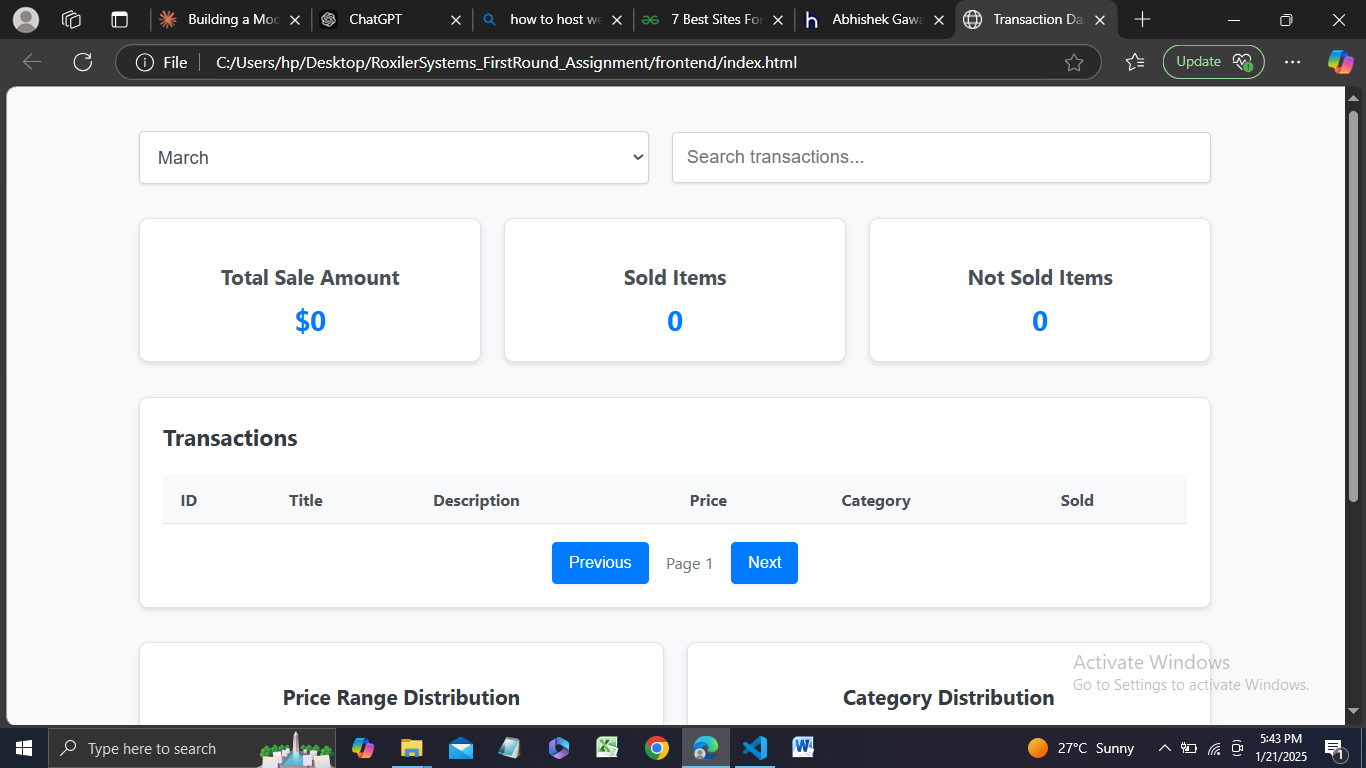 Building a Mod
ChatGPT
how to host we
7 Best Sites Fo
Abhishek Gawa
Transaction Da
File
C:/Users/hp/Desktop/RoxilerSystems_FirstRound_Assignment/frontend/index.html
Update
March
Search transactions...
Total Sale Amount
$0
Sold Items
0
Not Sold Items
0
Transactions
ID Title Description Price Category Sold
Previous Page 1 Next
Price Range Distribution
Category Distribution
Activate Windows
Go to Settings to activate Windows.
Type here to search
27°C Sunny
5:43 PM
1/21/2025
1